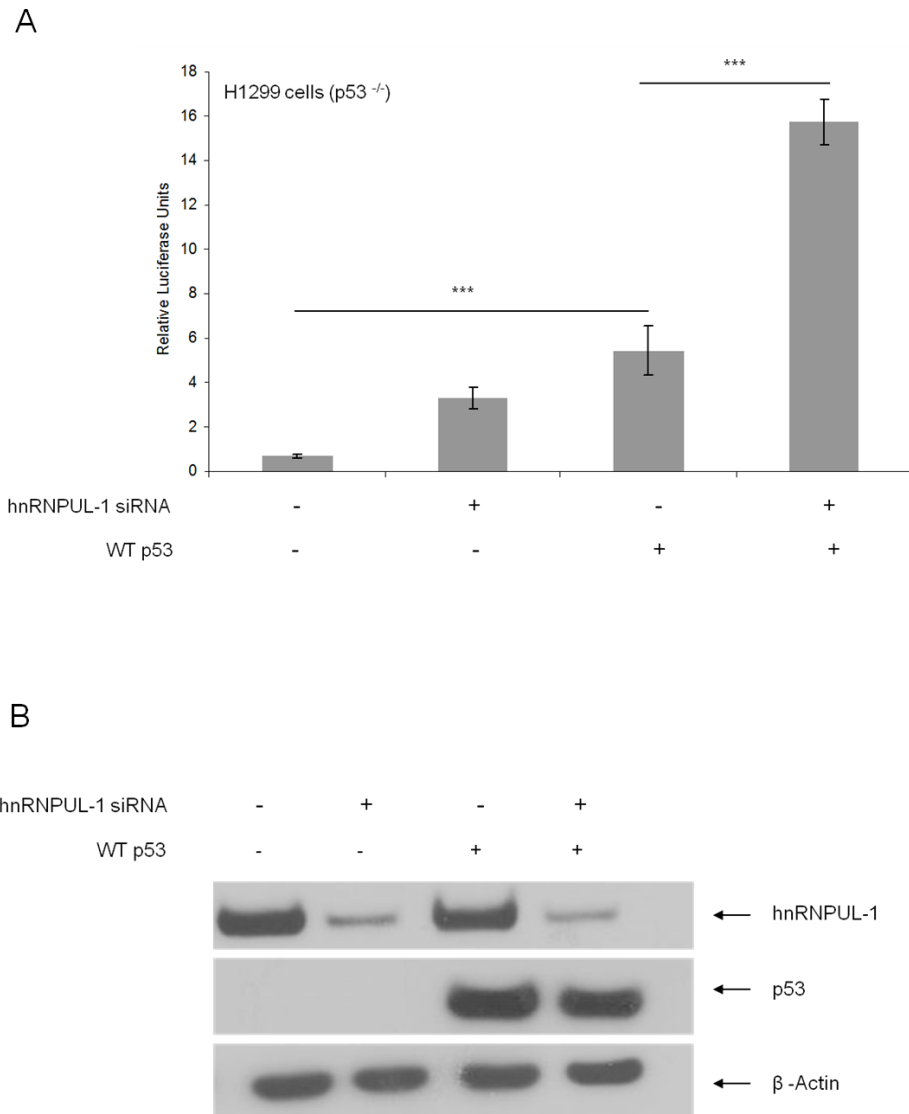 A
***
18
H1299 cells (p53 -/-)
***
16
14
12
10
8
6
4
2
0
Relative Luciferase Units
hnRNPUL-1 siRNA - + - +
WT p53 - - + +
B
hnRNPUL-1 siRNA - + - +
WT p53 - - + +
hnRNPUL-1
p53
β -Actin